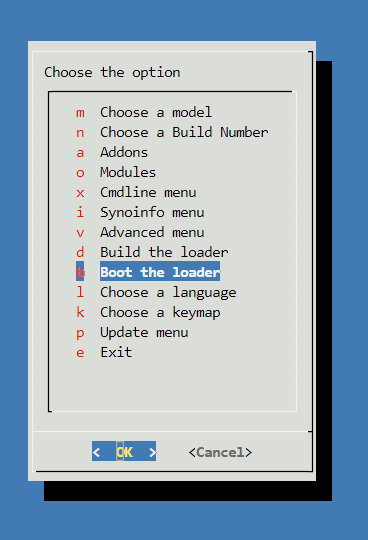 Choose the option
m Choose a model
n Choose a Build Number
a Addons
o Modules
x Cmdline menu
i Synoinfo menu
v Advanced menu
d Build the loader
b Boot the loader
l Choose a language
k Choose a keymap
p Update menu
e Exit
< OK > <Cancel>